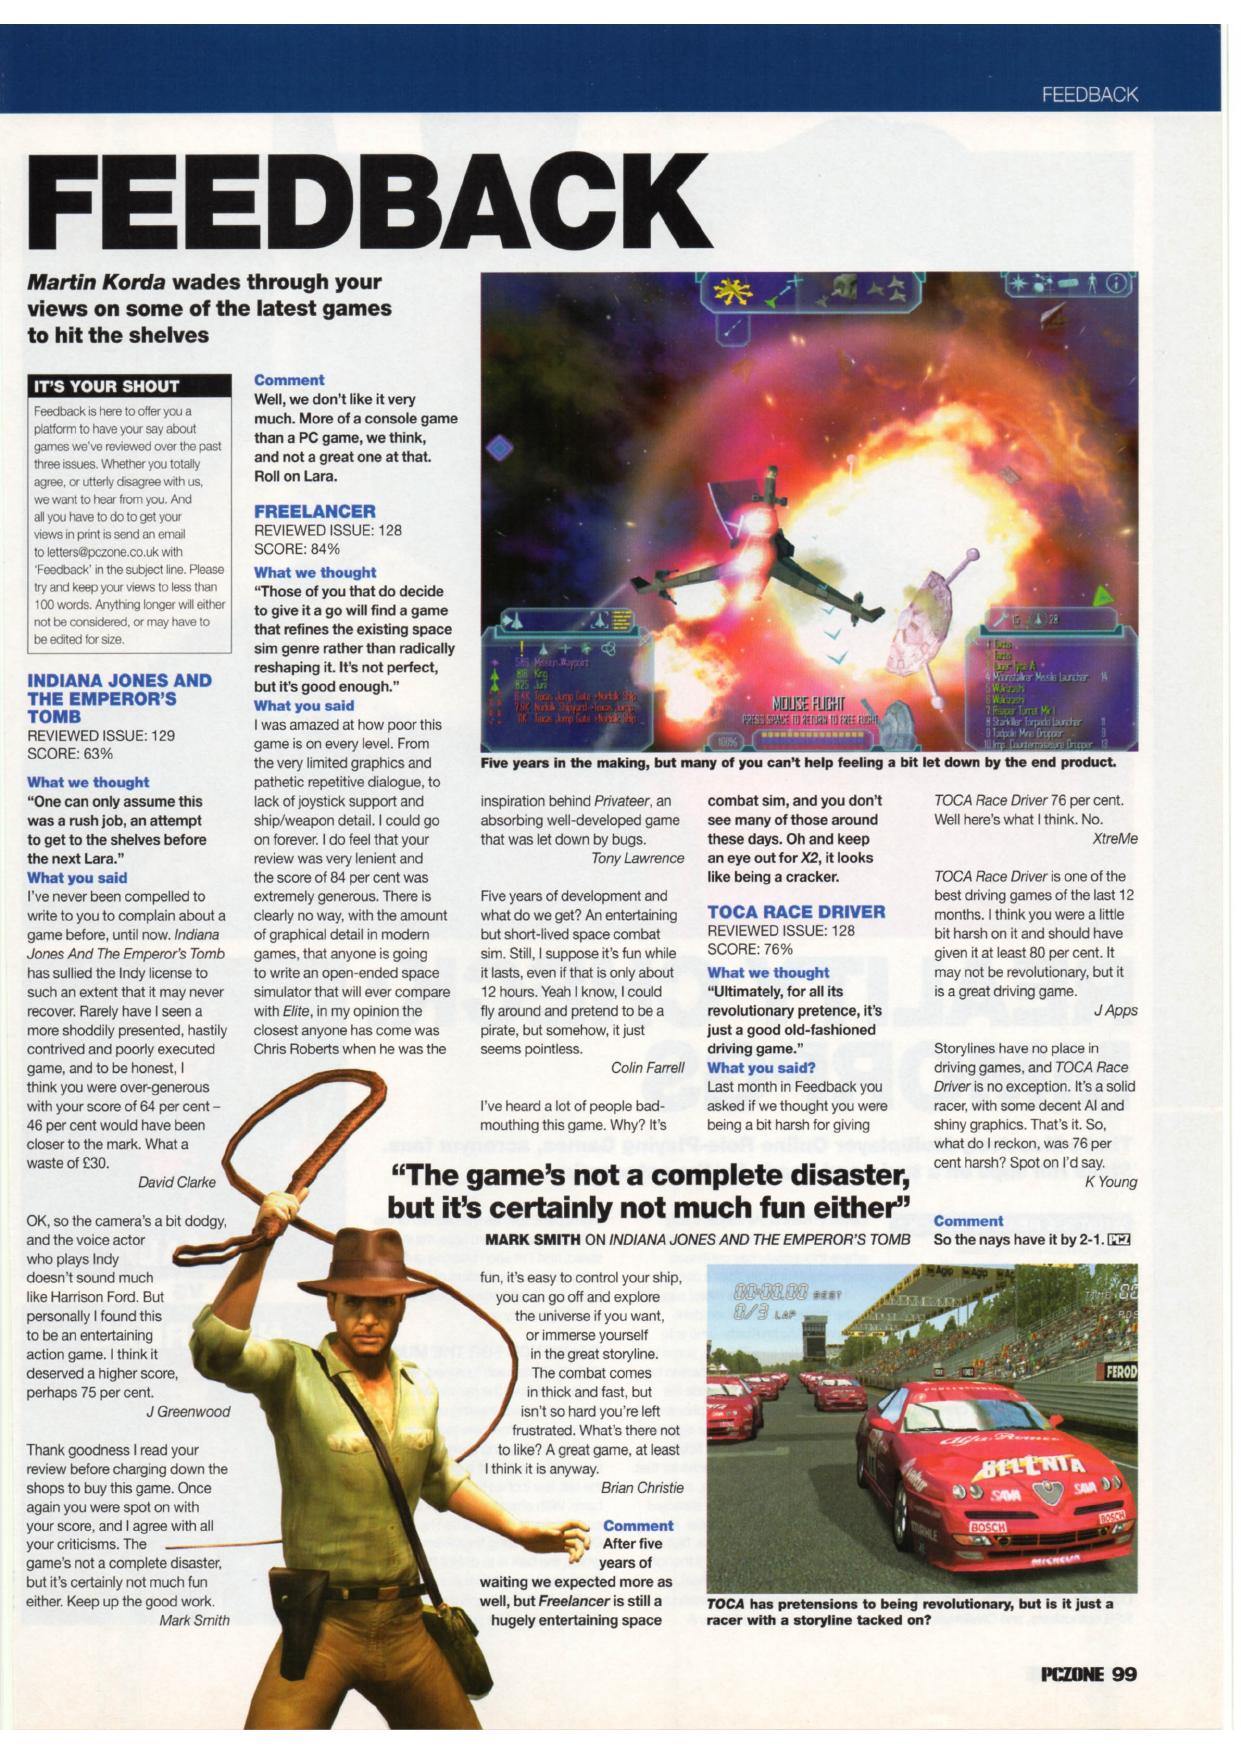 FEEDBACK
FEEDBACK
Martin Korda wades through your
views on some of the latest games
to hit the shelves
IT'S YOUR SHOUT
Feedback is here to offer you a
platform to have your say about
games we've reviewed over the past
three issues. Whether you totally
agree, or utterly disagree with us,
we want to hear from you. And
all you have to do to get your
views in print is send an email
to letters@pczone.co.uk with
'Feedback' in the subject line. Please
try and keep your views to less than
100 words. Anything longer will either
not be considered, or may have to
be edited for size.
INDIANA JONES AND
THE EMPEROR'S
TOMB
REVIEWED ISSUE: 129
SCORE: 63%
What we thought
"One can only assume this
was a rush job, an attempt
to get to the shelves before
the next Lara."
What you said
I've never been compelled to
write to you to complain about a
game before, until now. Indiana
Jones And The Emperor's Tomb
has sullied the Indy license to
such an extent that it may never
recover. Rarely have I seen a
more shoddily presented, hastily
contrived and poorly executed
game, and to be honest, I
think you were over-generous
with your score of 64 per cent –
46 per cent would have been
closer to the mark. What a
waste of £30.
David Clarke
OK, so the camera's a bit dodgy,
and the voice actor
who plays Indy
doesn't sound much
like Harrison Ford. But
personally I found this
to be an entertaining
action game. I think it
deserved a higher score,
perhaps 75 per cent.
J Greenwood
Thank goodness I read your
review before charging down the
shops to buy this game. Once
again you were spot on with
your score, and I agree with all
your criticisms. The
game's not a complete disaster,
but it's certainly not much fun
either. Keep up the good work.
Mark Smith
Comment
Well, we don't like it very
much. More of a console game
than a PC game, we think,
and not a great one at that.
Roll on Lara.
FREELANCER
REVIEWED ISSUE: 128
SCORE: 84%
What we thought
"Those of you that do decide
to give it a go will find a game
that refines the existing space
sim genre rather than radically
reshaping it. It's not perfect,
but it's good enough."
What you said
I was amazed at how poor this
game is on every level. From
the very limited graphics and
pathetic repetitive dialogue, to
lack of joystick support and
ship/weapon detail. I could go
on forever. I do feel that your
review was very lenient and
the score of 84 per cent was
extremely generous. There is
clearly no way, with the amount
of graphical detail in modern
games, that anyone is going
to write an open-ended space
simulator that will ever compare
with Elite, in my opinion the
closest anyone has come was
Chris Roberts when he was the
MOUSE FLIGHT
PRESS SPACE TO RETURN TO FREE FLIGHT
100%
Five years in the making, but many of you can't help feeling a bit let down by the end product.
inspiration behind Privateer, an
absorbing well-developed game
that was let down by bugs.
Tony Lawrence
Five years of development and
what do we get? An entertaining
but short-lived space combat
sim. Still, I suppose it's fun while
it lasts, even if that is only about
12 hours. Yeah I know, I could
fly around and pretend to be a
pirate, but somehow, it just
seems pointless.
Colin Farrell
I've heard a lot of people bad-
mouthing this game. Why? It's
"The game's not a complete disaster,
but it's certainly not much fun either"
MARK SMITH ON INDIANA JONES AND THE EMPEROR'S TOMB
fun, it's easy to control your ship,
you can go off and explore
the universe if you want,
or immerse yourself
in the great storyline.
The combat comes
in thick and fast, but
isn't so hard you're left
frustrated. What's there not
to like? A great game, at least
I think it is anyway.
Brian Christie
Comment
After five
years of
waiting we expected more as
well, but Freelancer is still a
hugely entertaining space
combat sim, and you don't
see many of those around
these days. Oh and keep
an eye out for X2, it looks
like being a cracker.
TOCA RACE DRIVER
REVIEWED ISSUE: 128
SCORE: 76%
What we thought
"Ultimately, for all its
revolutionary pretence, it's
just a good old-fashioned
driving game."
What you said?
Last month in Feedback you
asked if we thought you were
being a bit harsh for giving
TOCA Race Driver 76 per cent.
Well here's what I think. No.
XtreMe
TOCA Race Driver is one of the
best driving games of the last 12
months. I think you were a little
bit harsh on it and should have
given it at least 80 per cent. It
may not be revolutionary, but it
is a great driving game.
J Apps
Storylines have no place in
driving games, and TOCA Race
Driver is no exception. It's a solid
racer, with some decent AI and
shiny graphics. That's it. So,
what do I reckon, was 76 per
cent harsh? Spot on I'd say.
K Young
Comment
So the nays have it by 2-1. PCZ
00:00.00 BEST
0/3 LAP
FEROD
Alfa Romeo
BELENTA
SAVA
SAVA
BOSCH
BOSCH
MICHELIN
TOCA has pretensions to being revolutionary, but is it just a
racer with a storyline tacked on?
PCZONE 99